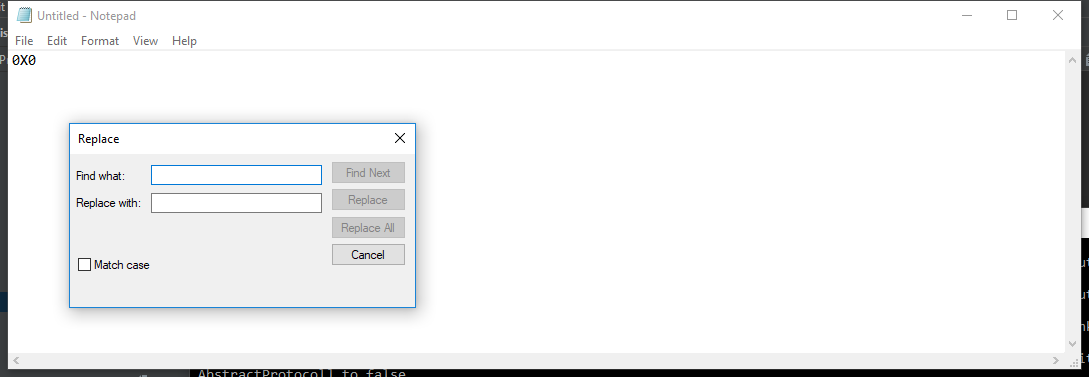 Untitled - Notepad
File Edit Format View Help
0X0
Replace
Find what:
Find Next
Replace with:
Replace
Replace All
Cancel
Match case
AbstractProtocol] to false